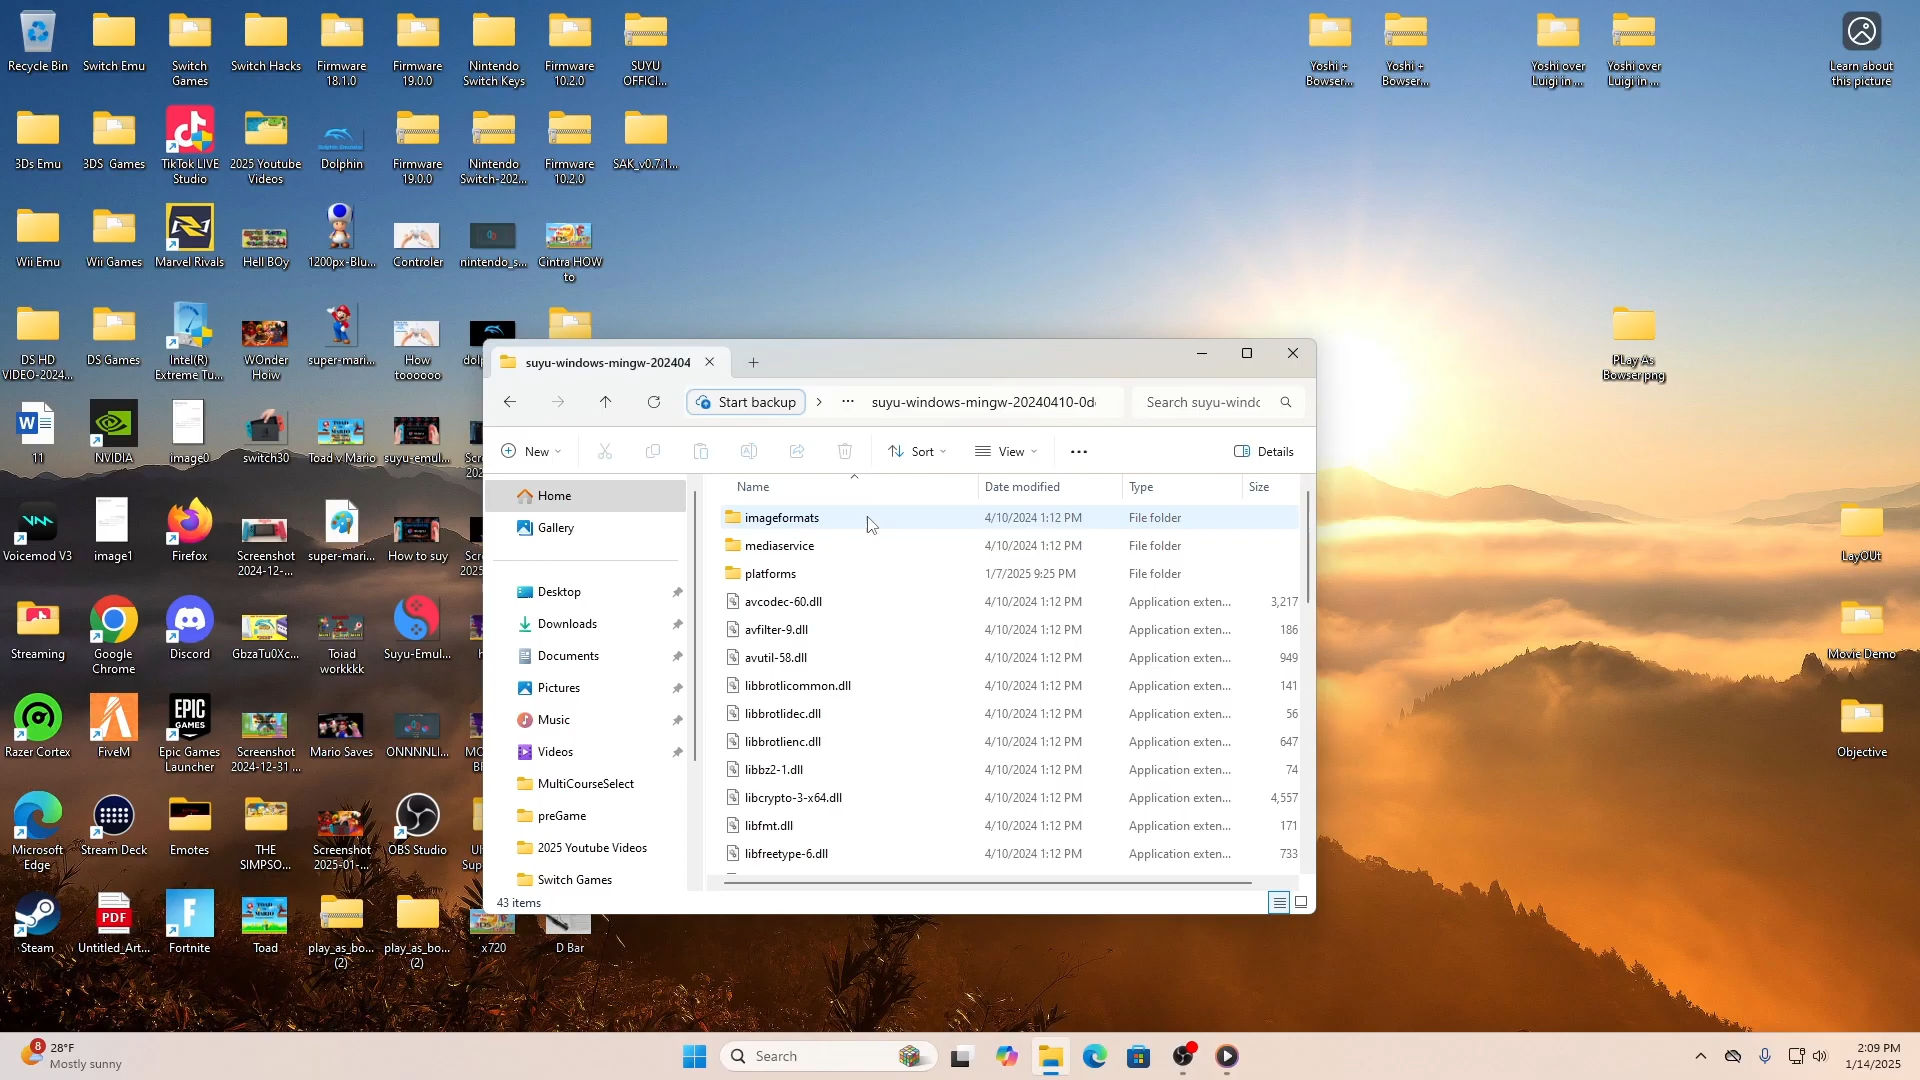 Recycle Bin
Switch Emu
Switch
Games
Switch Hacks
Firmware
18.1.0
Firmware
19.0.0
Nintendo
Switch Keys
Firmware
10.2.0
SUYU
OFFICI...
Yoshi +
Bowser...
Yoshi +
Bowser...
Yoshi over
Luigi in ...
Yoshi over
Luigi in ...
Learn about
this picture
3Ds Emu
3DS Games
TikTok LIVE
Studio
2025 Youtube
Videos
Dolphin
Firmware
19.0.0
Nintendo
Switch-202...
Firmware
10.2.0
SAK_v0.7.1...
Wii Emu
Wii Games
Marvel Rivals
Hell BOy
1200px-Blu...
Controler
nintendo_s...
Cintra HOW
to
DS HD
VIDEO-2024...
DS Games
Intel(R)
Extreme Tu...
WOnder
Hoiw
super-mari...
How
toooooo
PLay As
Bowser.png
11
NVIDIA
image0
switch30
Toad v Mario
suyu-emul...
Voicemod V3
image1
Firefox
Screenshot
2024-12-...
super-mari...
How to suy
LayOUt
Streaming
Google
Chrome
Discord
GbzaTu0Xc...
Toiad
workkkk
Suyu-Emul...
Movie Demo
Razer Cortex
FiveM
Epic Games
Launcher
Screenshot
2024-12-31 ...
Mario Saves
ONNNNLI...
Objective
Microsoft
Edge
Stream Deck
Emotes
THE
SIMPSO...
Screenshot
2025-01-...
OBS Studio
Steam
Untitled_Art...
Fortnite
Toad
play_as_bo...
(2)
play_as_bo...
(2)
x720
D Bar
suyu-windows-mingw-202404
Start backup
suyu-windows-mingw-20240410-0d
Search suyu-windc
New
Sort
View
Details
Home
Gallery
Desktop
Downloads
Documents
Pictures
Music
Videos
MultiCourseSelect
preGame
2025 Youtube Videos
Switch Games
Name Date modified Type Size
imageformats 4/10/2024 1:12 PM File folder
mediaservice 4/10/2024 1:12 PM File folder
platforms 1/7/2025 9:25 PM File folder
avcodec-60.dll 4/10/2024 1:12 PM Application exten... 3,217
avfilter-9.dll 4/10/2024 1:12 PM Application exten... 186
avutil-58.dll 4/10/2024 1:12 PM Application exten... 949
libbrotlicommon.dll 4/10/2024 1:12 PM Application exten... 141
libbrotlidec.dll 4/10/2024 1:12 PM Application exten... 56
libbrotlienc.dll 4/10/2024 1:12 PM Application exten... 647
libbz2-1.dll 4/10/2024 1:12 PM Application exten... 74
libcrypto-3-x64.dll 4/10/2024 1:12 PM Application exten... 4,557
libfmt.dll 4/10/2024 1:12 PM Application exten... 171
libfreetype-6.dll 4/10/2024 1:12 PM Application exten... 733
43 items
8
28°F
Mostly sunny
Search
2:09 PM
1/14/2025